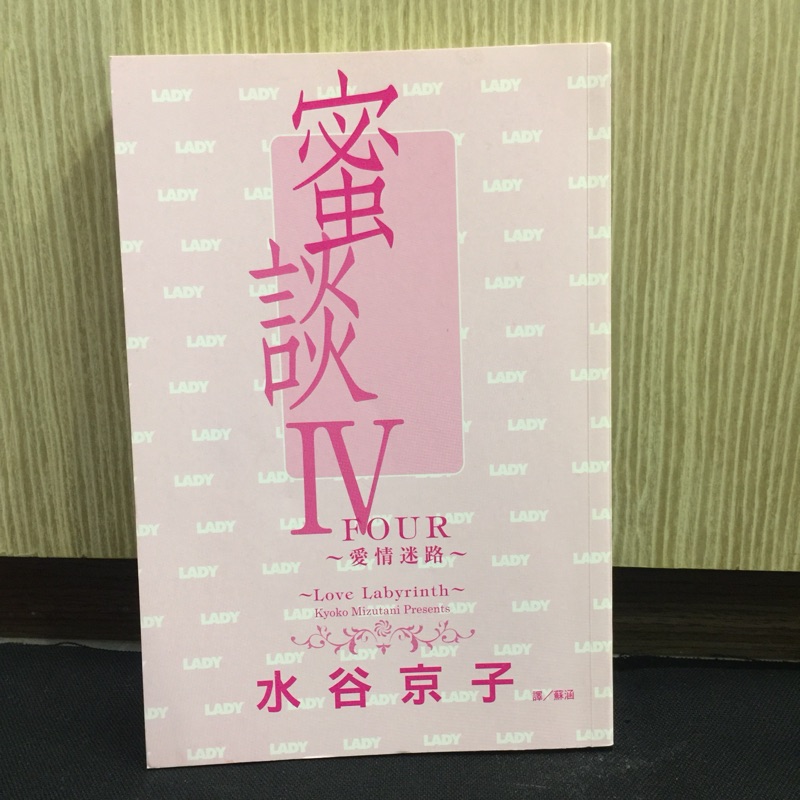 蜜談
IV
FOUR
～愛情迷路～
～Love Labyrinth～
Kyoko Mizutani Presents
水谷京子
譯／蘇涵
LADY